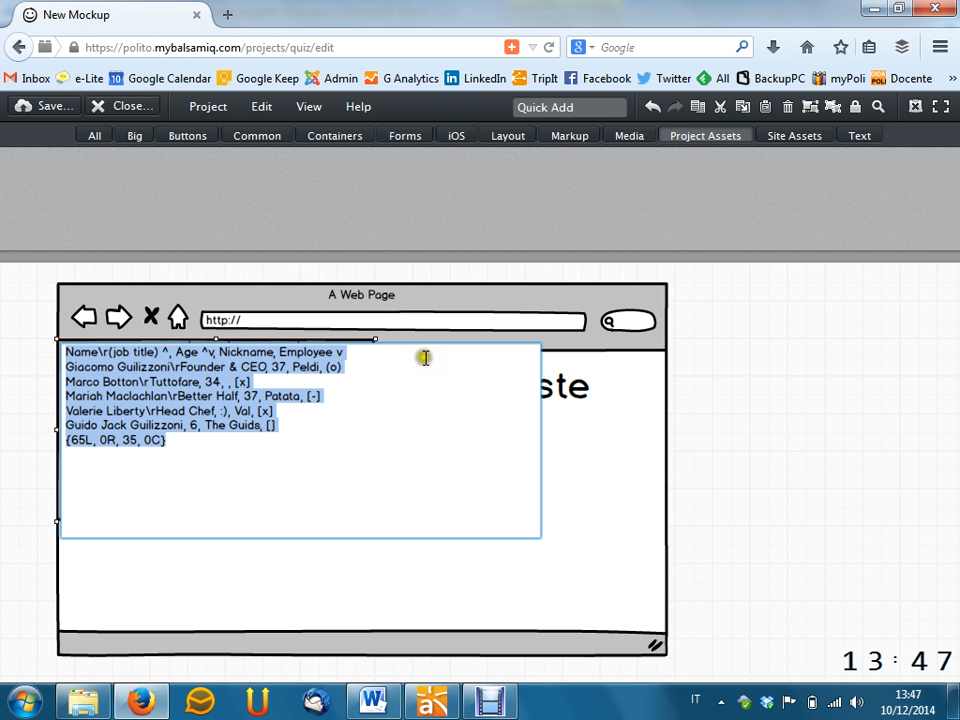 New Mockup
https://polito.mybalsamiq.com/projects/quiz/edit
Google
Inbox
e-Lite
10 Google Calendar
Google Keep
Admin
G Analytics
LinkedIn
TripIt
Facebook
Twitter
All
BackupPC
myPoli
Docente
Save...
Close...
Project
Edit
View
Help
Quick Add
All
Big
Buttons
Common
Containers
Forms
iOS
Layout
Markup
Media
Project Assets
Site Assets
Text
A Web Page
http://
Name\r(job title) ^, Age ^v, Nickname, Employee v
Giacomo Guilizzoni\rFounder & CEO, 37, Peldi, (o)
Marco Botton\rTuttofare, 34, , [x]
Mariah Maclachlan\rBetter Half, 37, Patata, [-]
Valerie Liberty\rHead Chef, :), Val, [x]
Guido Jack Guilizzoni, 6, The Guids, []
{65L, 0R, 35, 0C}
ste
13:47
IT
13:47
10/12/2014